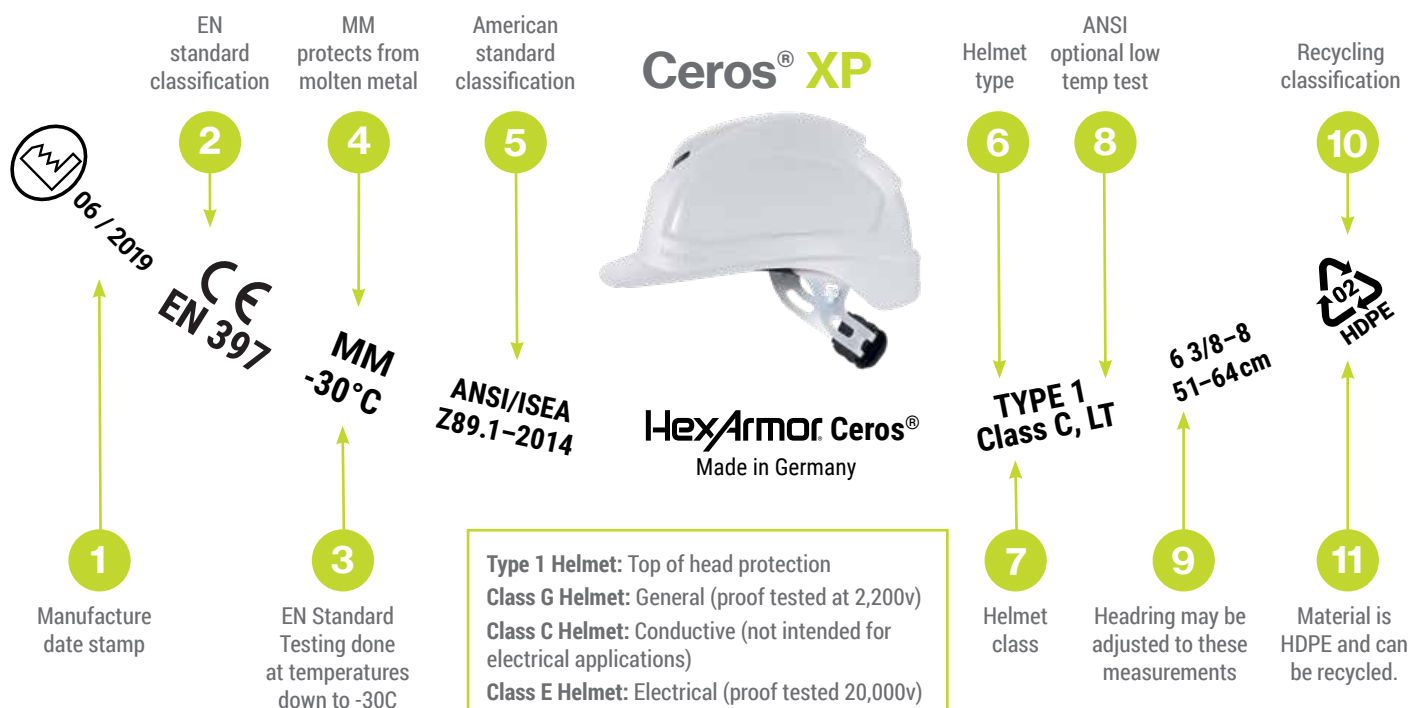 EN
standard
classification
2
MM
protects from
molten metal
4
American
standard
classification
5
Ceros® XP
Helmet
type
6
ANSI
optional low
temp test
8
Recycling
classification
10
06 / 2019
CE
EN 397
MM
-30°C
ANSI/ISEA
Z89.1–2014
HexArmor® Ceros®
Made in Germany
TYPE 1
Class C, LT
6 3/8–8
51–64cm
02
HDPE
1
Manufacture
date stamp
3
EN Standard
Testing done
at temperatures
down to -30C
Type 1 Helmet: Top of head protection
Class G Helmet: General (proof tested at 2,200v)
Class C Helmet: Conductive (not intended for
electrical applications)
Class E Helmet: Electrical (proof tested 20,000v)
7
Helmet
class
9
Headring may be
adjusted to these
measurements
11
Material is
HDPE and can
be recycled.